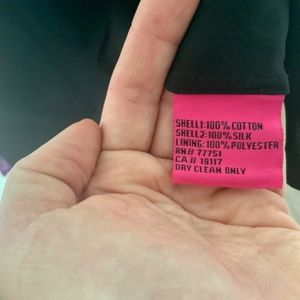 SHELL1:100% COTTON
SHELL2:100% SILK
LINING:100% POLYESTER
RN# 77751
CA# 19117
DRY CLEAN ONLY